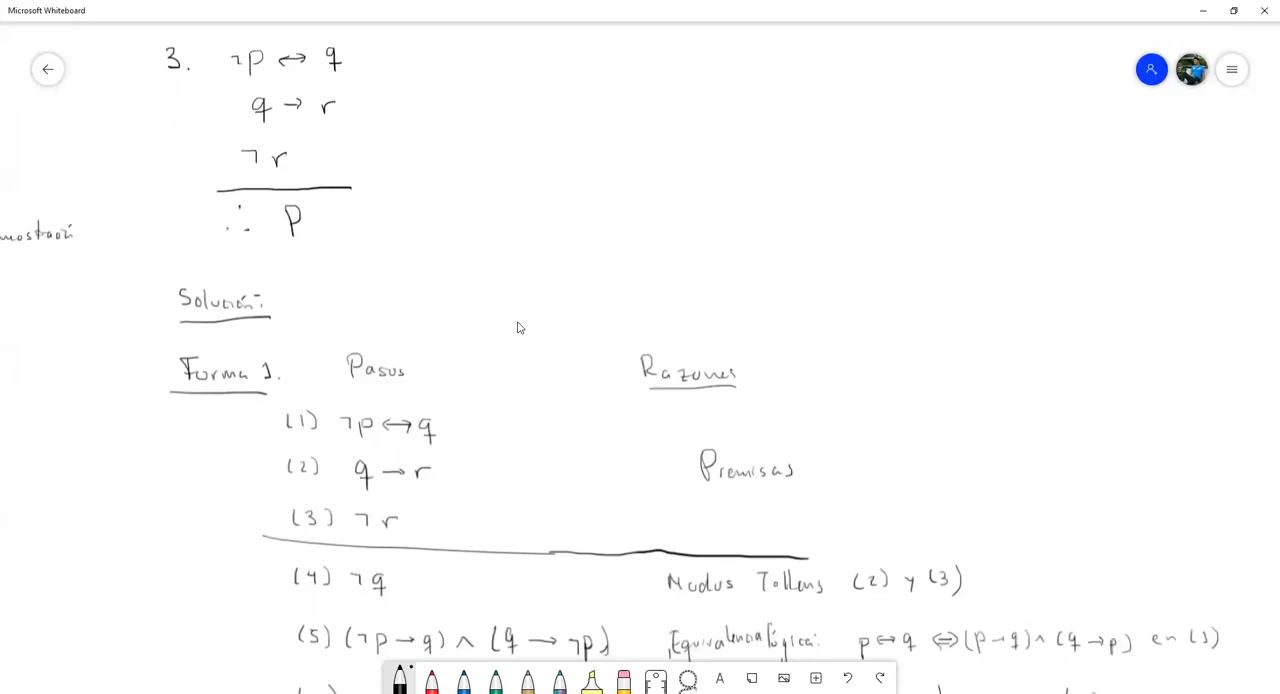 Microsoft Whiteboard
3. ¬p ↔ q
q → r
¬r
∴ p
Solución:
Forma 1. Pasos Razones
(1) ¬p ↔ q
(2) q → r Premisas
(3) ¬r
(4) ¬q Modus Tollens (2) y (3)
(5) (¬p → q) ∧ (q → ¬p) Equivalencia Lógica: p ↔ q ⇔ (p → q) ∧ (q → p) en (1)
A